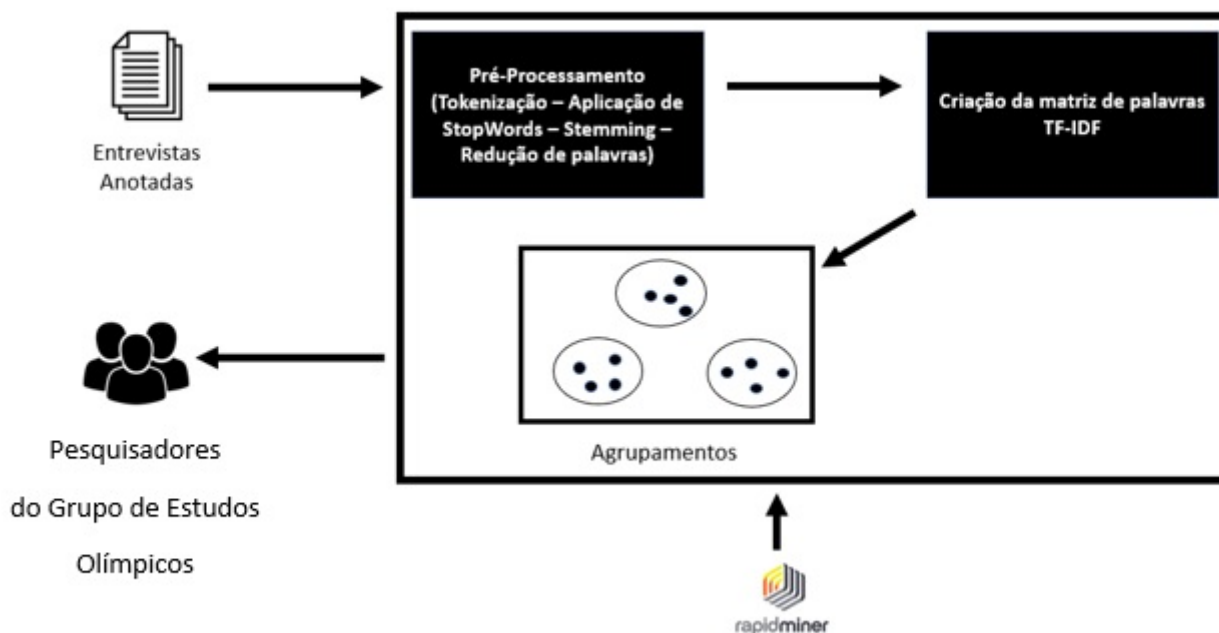 Entrevistas
Anotadas
Pré-Processamento
(Tokenização – Aplicação de
StopWords – Stemming –
Redução de palavras)
Criação da matriz de palavras
TF-IDF
Agrupamentos
Pesquisadores
do Grupo de Estudos
Olímpicos
rapidminer